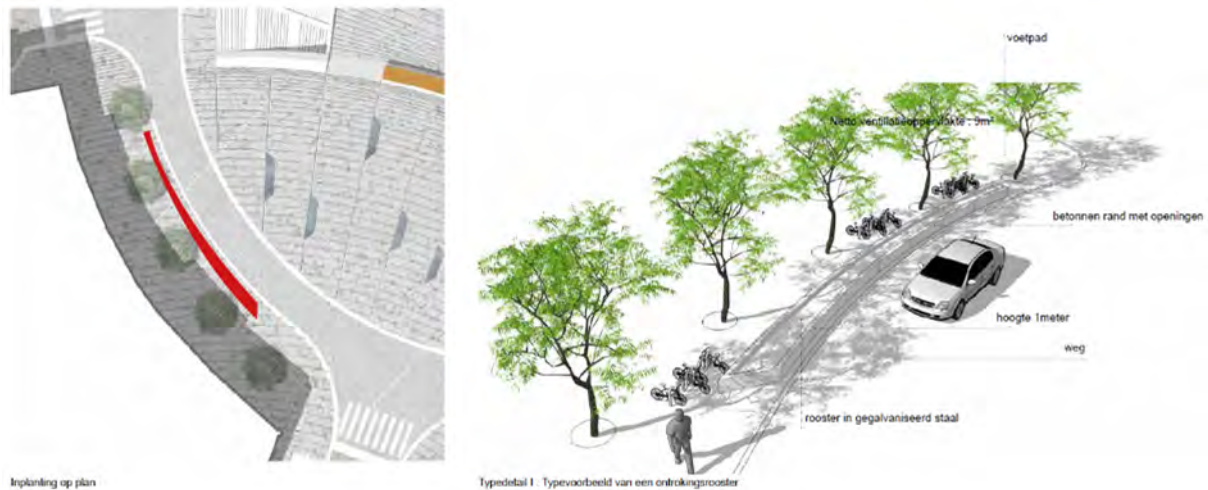 voetpad
Netto ventilatieoppervlakte : 9m²
betonnen rand met openingen
hoogte 1meter
weg
rooster in gegalvaniseerd staal
Inplanting op plan
Typedetail I : Typevoorbeeld van een ontrokingsrooster